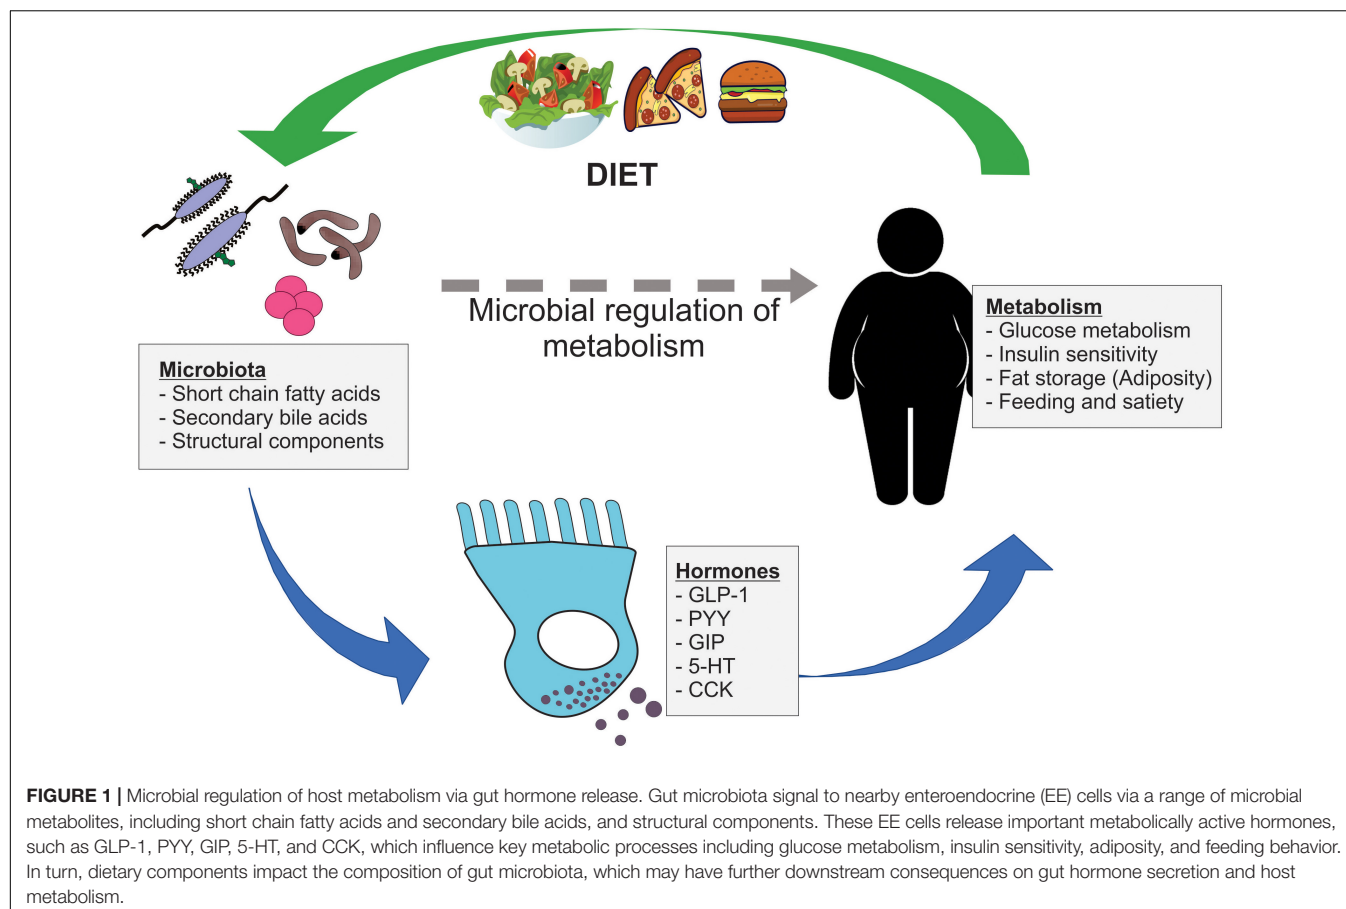 DIET
Microbial regulation of
metabolism
Microbiota
- Short chain fatty acids
- Secondary bile acids
- Structural components
Metabolism
- Glucose metabolism
- Insulin sensitivity
- Fat storage (Adiposity)
- Feeding and satiety
Hormones
- GLP-1
- PYY
- GIP
- 5-HT
- CCK
FIGURE 1 | Microbial regulation of host metabolism via gut hormone release. Gut microbiota signal to nearby enteroendocrine (EE) cells via a range of microbial
metabolites, including short chain fatty acids and secondary bile acids, and structural components. These EE cells release important metabolically active hormones,
such as GLP-1, PYY, GIP, 5-HT, and CCK, which influence key metabolic processes including glucose metabolism, insulin sensitivity, adiposity, and feeding behavior.
In turn, dietary components impact the composition of gut microbiota, which may have further downstream consequences on gut hormone secretion and host
metabolism.